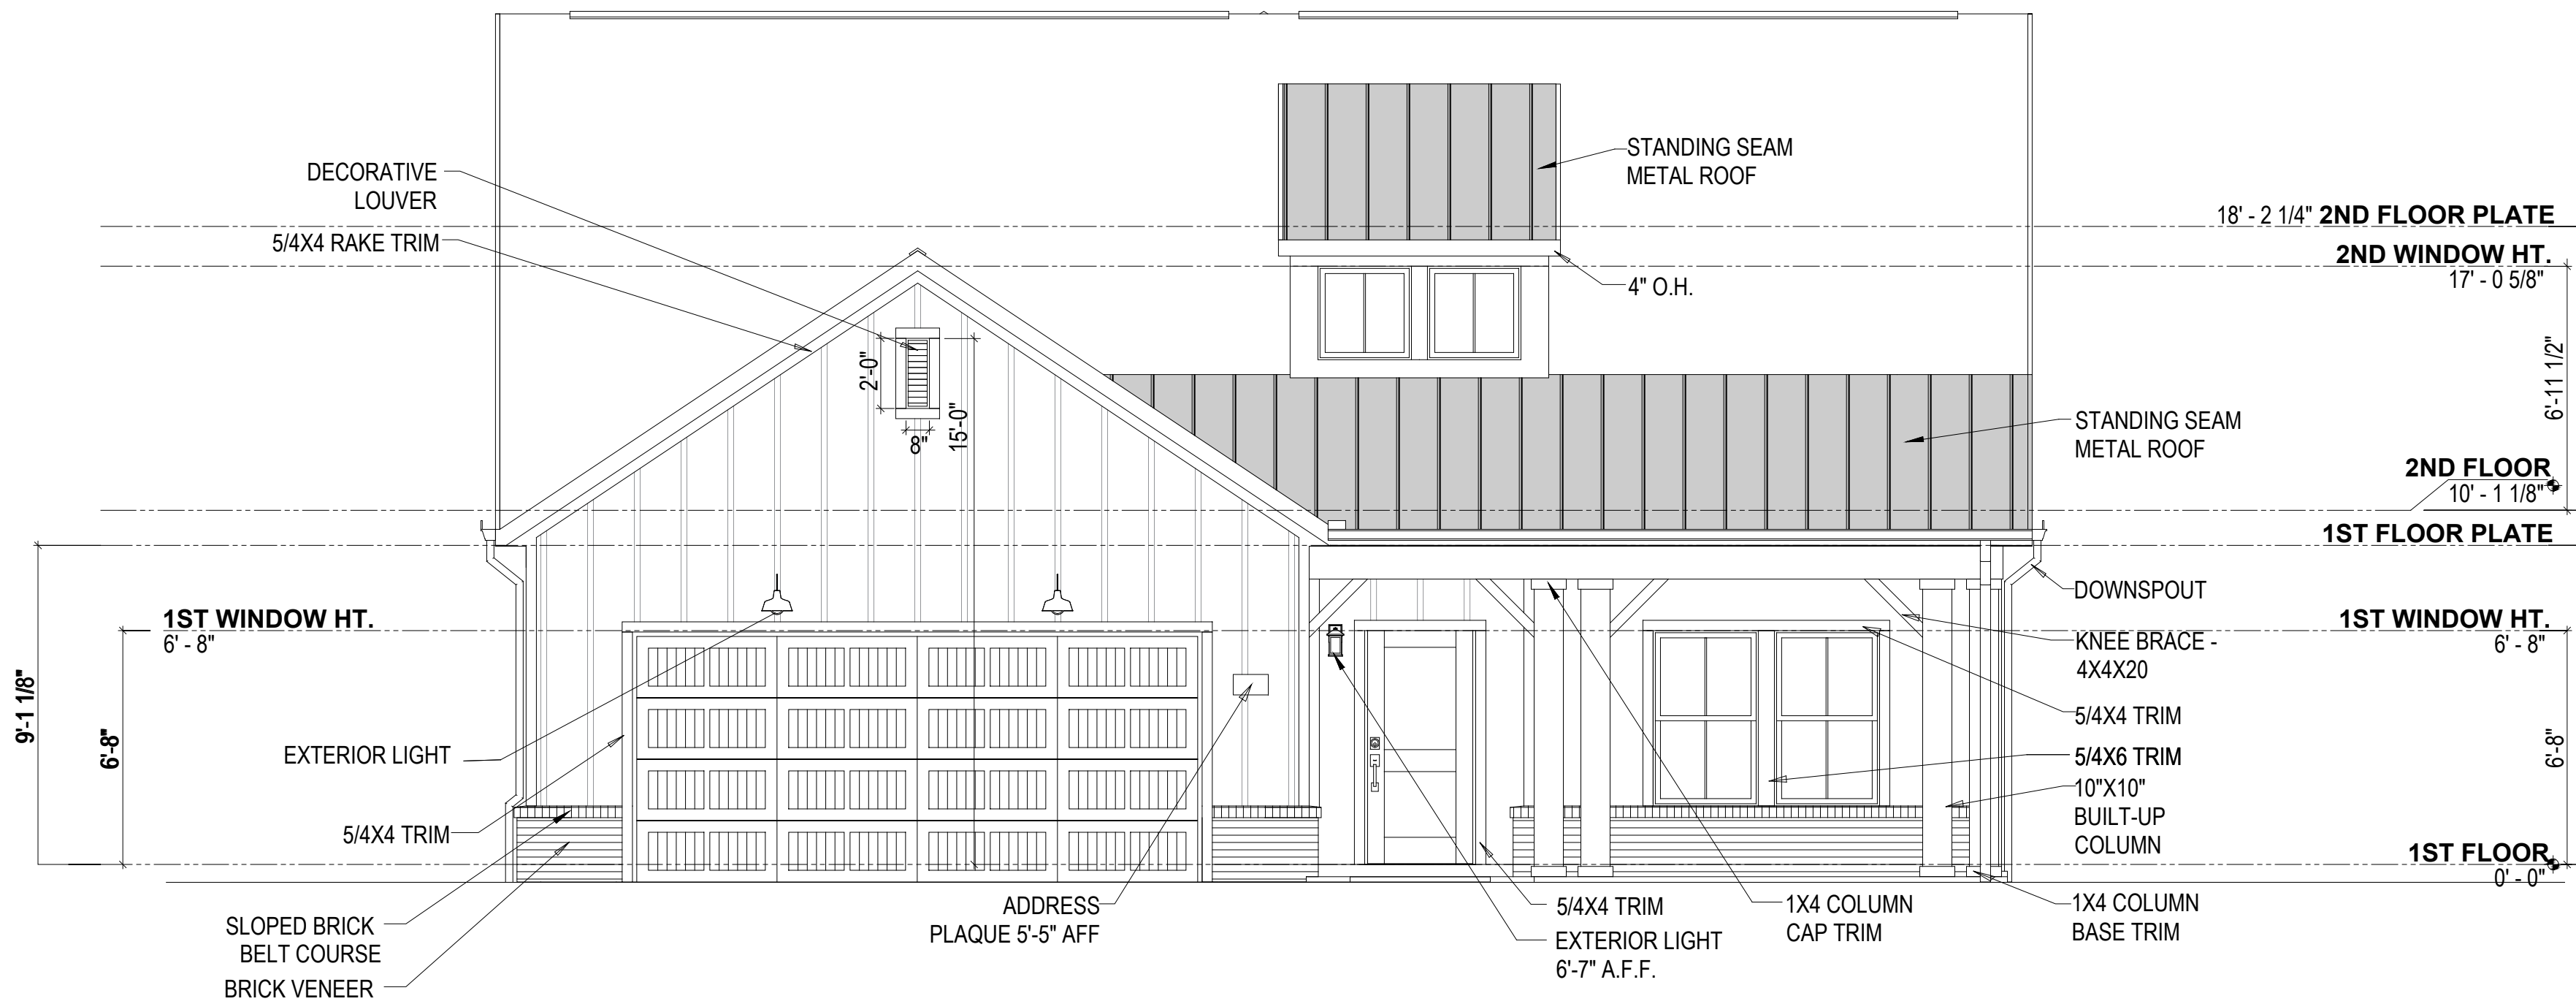 DECORATIVE
LOUVER
5/4X4 RAKE TRIM
STANDING SEAM
METAL ROOF
18' - 2 1/4" 2ND FLOOR PLATE
2ND WINDOW HT.
17' - 0 5/8"
4" O.H.
2'-0"
8"
15'-0"
6'-11 1/2"
STANDING SEAM
METAL ROOF
2ND FLOOR
10' - 1 1/8"
1ST FLOOR PLATE
DOWNSPOUT
1ST WINDOW HT.
6' - 8"
1ST WINDOW HT.
6' - 8"
KNEE BRACE -
4X4X20
9'-1 1/8"
6'-8"
5/4X4 TRIM
6'-8"
EXTERIOR LIGHT
5/4X6 TRIM
10"X10"
BUILT-UP
COLUMN
5/4X4 TRIM
1ST FLOOR
0' - 0"
SLOPED BRICK
BELT COURSE
BRICK VENEER
ADDRESS
PLAQUE 5'-5" AFF
5/4X4 TRIM
EXTERIOR LIGHT
6'-7" A.F.F.
1X4 COLUMN
CAP TRIM
1X4 COLUMN
BASE TRIM